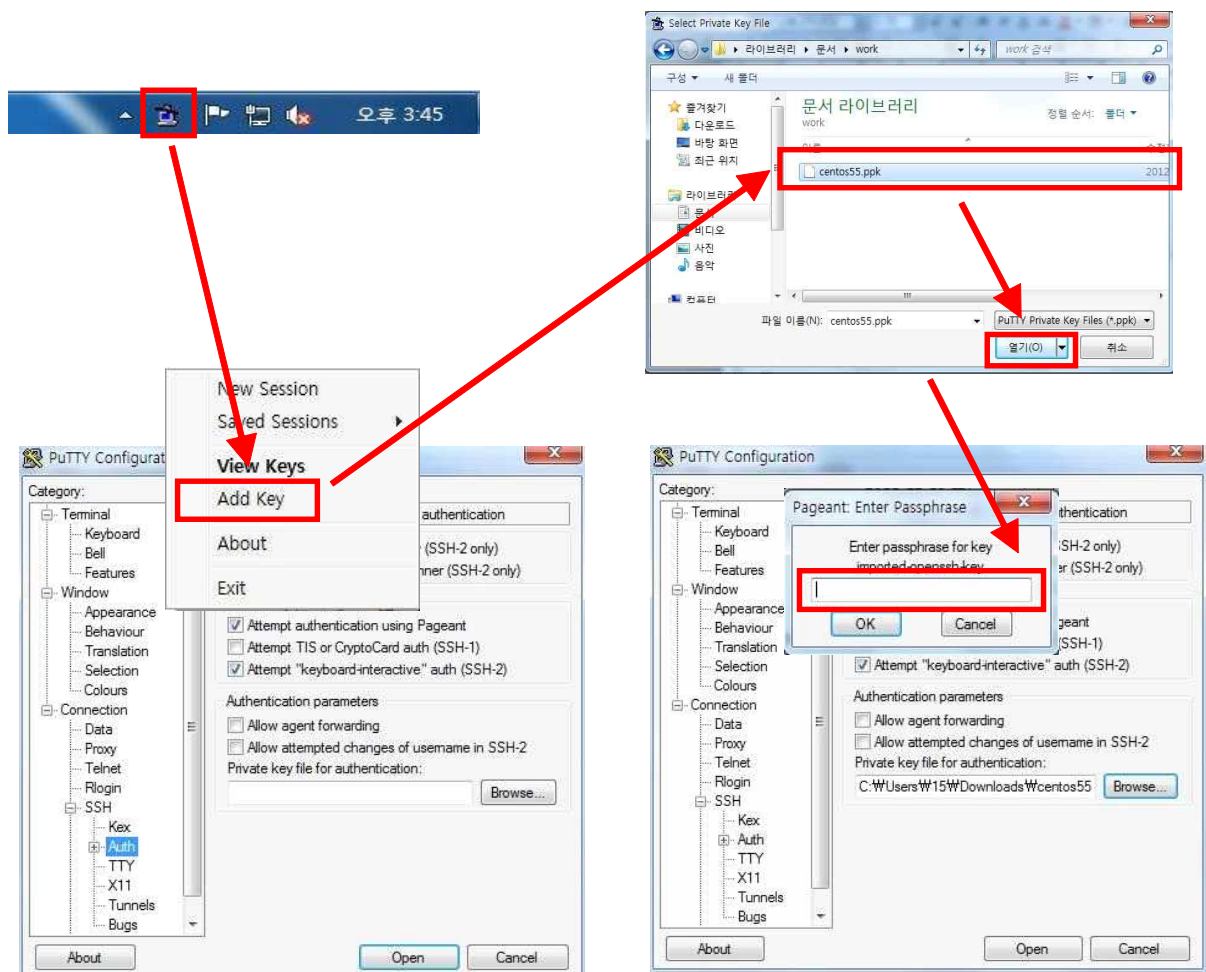 오후 3:45
Select Private Key File
라이브러리 ▸ 문서 ▸ work
work 검색
구성 ▼ 새 폴더
즐겨찾기
다운로드
바탕 화면
최근 위치
라이브러리
문서
비디오
사진
음악
컴퓨터
문서 라이브러리
work
정렬 순서: 폴더 ▼
이름
centos55.ppk
2012
파일 이름(N): centos55.ppk
PuTTY Private Key Files (*.ppk)
열기(O)
취소
New Session
Saved Sessions
View Keys
Add Key
About
Exit
PuTTY Configurat
Category:
Terminal
Keyboard
Bell
Features
Window
Appearance
Behaviour
Translation
Selection
Colours
Connection
Data
Proxy
Telnet
Rlogin
SSH
Kex
Auth
TTY
X11
Tunnels
Bugs
authentication
(SSH-2 only)
nner (SSH-2 only)
Attempt authentication using Pageant
Attempt TIS or CryptoCard auth (SSH-1)
Attempt "keyboard-interactive" auth (SSH-2)
Authentication parameters
Allow agent forwarding
Allow attempted changes of username in SSH-2
Private key file for authentication:
Browse...
About
Open
Cancel
PuTTY Configuration
Category:
Terminal
Keyboard
Bell
Features
Window
Appearance
Behaviour
Translation
Selection
Colours
Connection
Data
Proxy
Telnet
Rlogin
SSH
Kex
Auth
TTY
X11
Tunnels
Bugs
Pageant: Enter Passphrase
Enter passphrase for key
imported-openssh-key
OK
Cancel
thentication
SSH-2 only)
er (SSH-2 only)
geant
(SSH-1)
Attempt "keyboard-interactive" auth (SSH-2)
Authentication parameters
Allow agent forwarding
Allow attempted changes of username in SSH-2
Private key file for authentication:
C:₩Users₩15₩Downloads₩centos55
Browse...
About
Open
Cancel